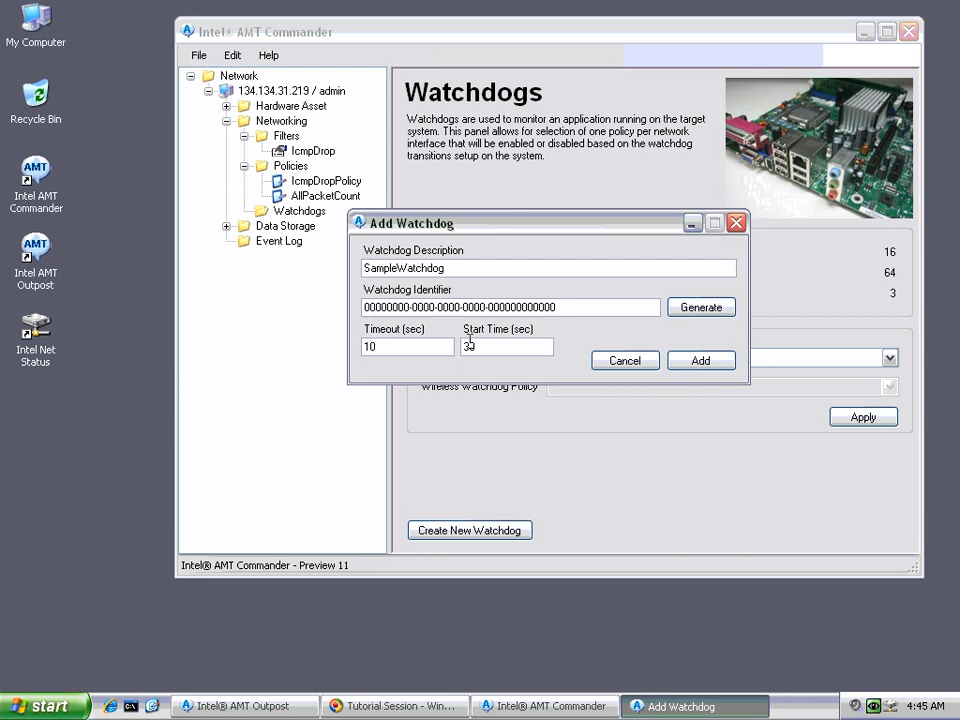 My Computer
Recycle Bin
AMT
Intel AMT
Commander
AMT
Intel AMT
Outpost
Intel Net
Status
Intel® AMT Commander
File Edit Help
Network
134.134.31.219 / admin
Hardware Asset
Networking
Filters
IcmpDrop
Policies
IcmpDropPolicy
AllPacketCount
Watchdogs
Data Storage
Event Log
Watchdogs
Watchdogs are used to monitor an application running on the target
system. This panel allows for selection of one policy per network
interface that will be enabled or disabled based on the watchdog
transitions setup on the system.
16
64
3
Add Watchdog
Watchdog Description
SampleWatchdog
Watchdog Identifier
00000000-0000-0000-0000-000000000000
Generate
Timeout (sec) Start Time (sec)
10
Cancel Add
Wireless Watchdog Policy
Apply
Create New Watchdog
Intel® AMT Commander - Preview 11
start
Intel® AMT Outpost
Tutorial Session - Win...
Intel® AMT Commander
Add Watchdog
4:45 AM